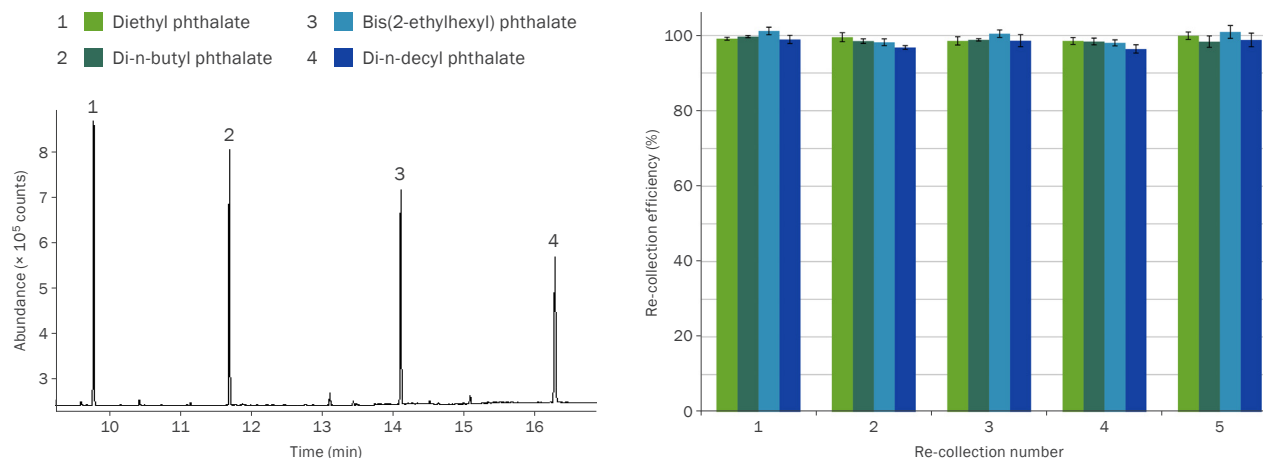 1 Diethyl phthalate
2 Di-n-butyl phthalate
3 Bis(2-ethylhexyl) phthalate
4 Di-n-decyl phthalate
Abundance (× 10⁵ counts)
8
7
6
5
4
3
1
2
3
4
10 11 12 13 14 15 16
Time (min)
Re-collection efficiency (%)
100
80
60
40
20
0
1 2 3 4 5
Re-collection number